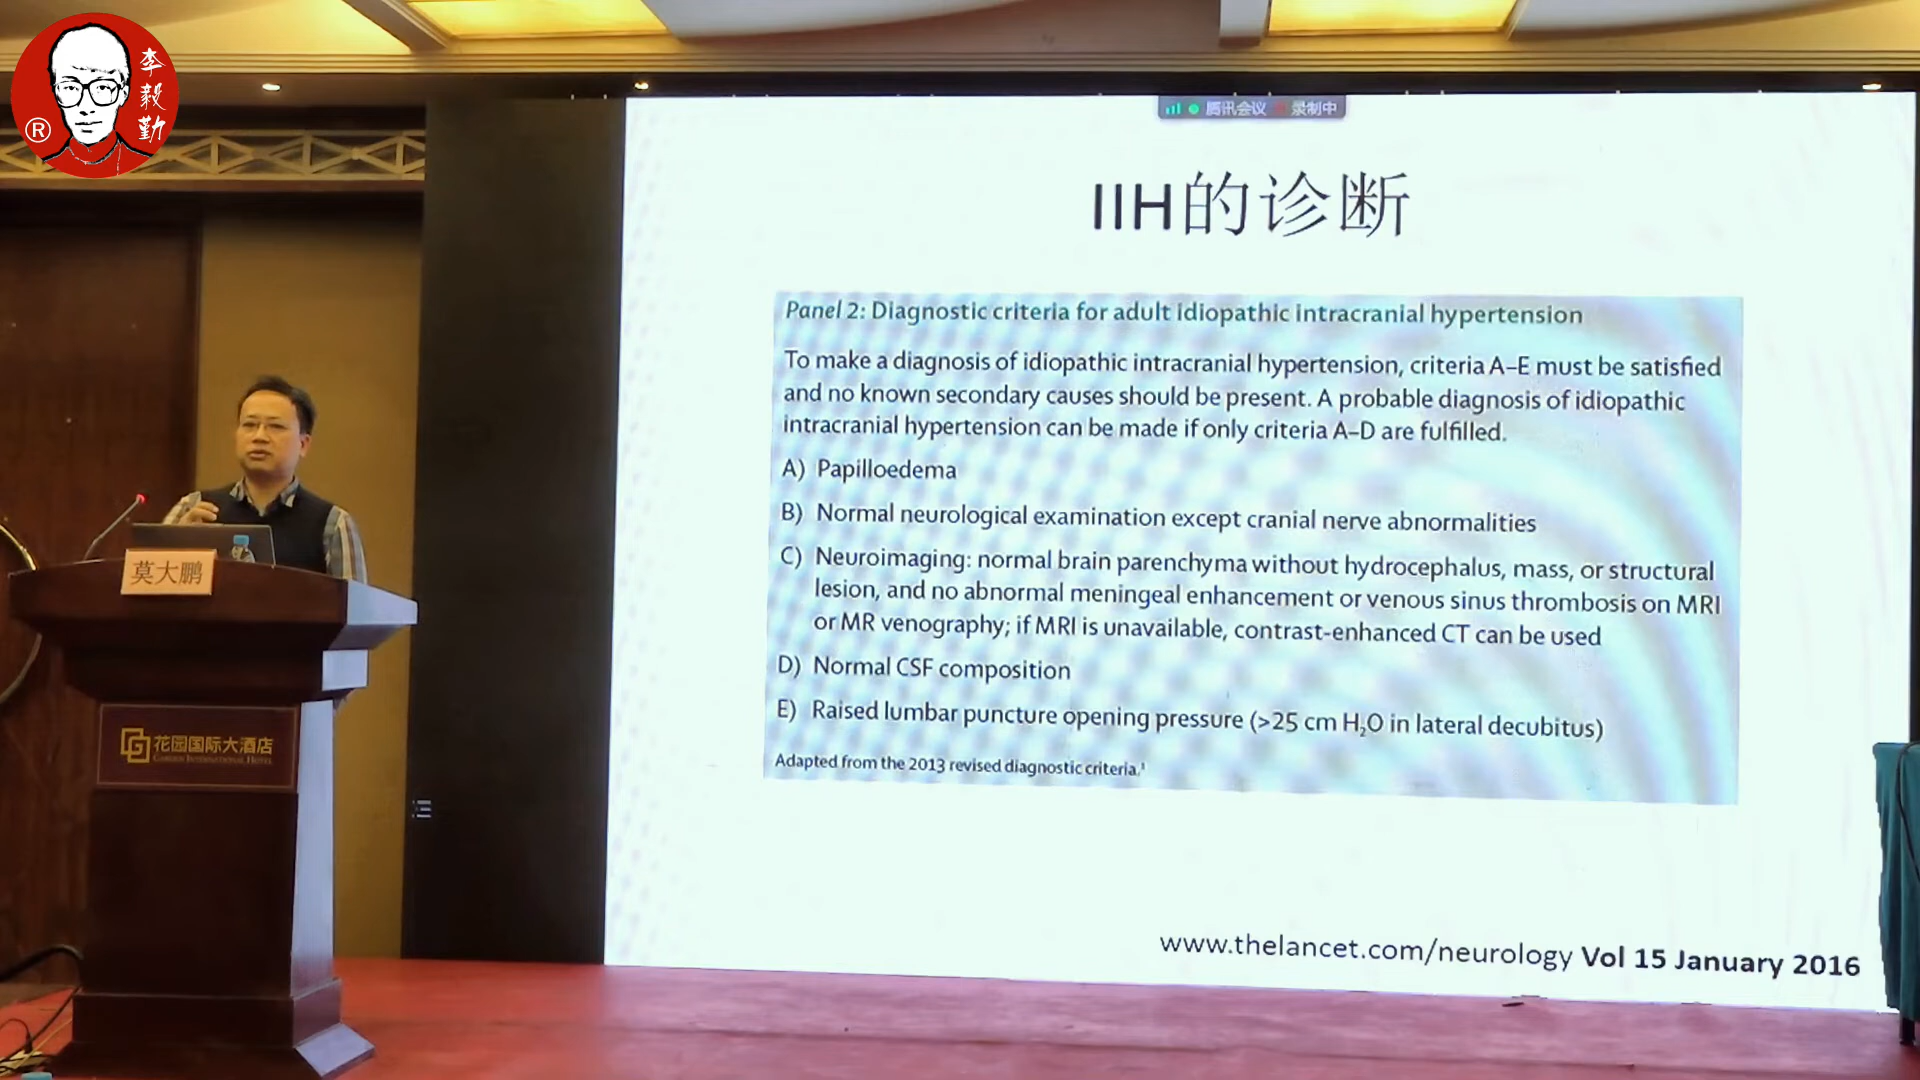 李毅勤
®
腾讯会议 录制中
IIH的诊断
Panel 2: Diagnostic criteria for adult idiopathic intracranial hypertension
To make a diagnosis of idiopathic intracranial hypertension, criteria A–E must be satisfied
and no known secondary causes should be present. A probable diagnosis of idiopathic
intracranial hypertension can be made if only criteria A–D are fulfilled.
A) Papilloedema
B) Normal neurological examination except cranial nerve abnormalities
C) Neuroimaging: normal brain parenchyma without hydrocephalus, mass, or structural
lesion, and no abnormal meningeal enhancement or venous sinus thrombosis on MRI
or MR venography; if MRI is unavailable, contrast-enhanced CT can be used
D) Normal CSF composition
E) Raised lumbar puncture opening pressure (>25 cm H₂O in lateral decubitus)
Adapted from the 2013 revised diagnostic criteria.¹
www.thelancet.com/neurology Vol 15 January 2016
莫大鹏
花园国际大酒店
GARDEN INTERNATIONAL HOTEL